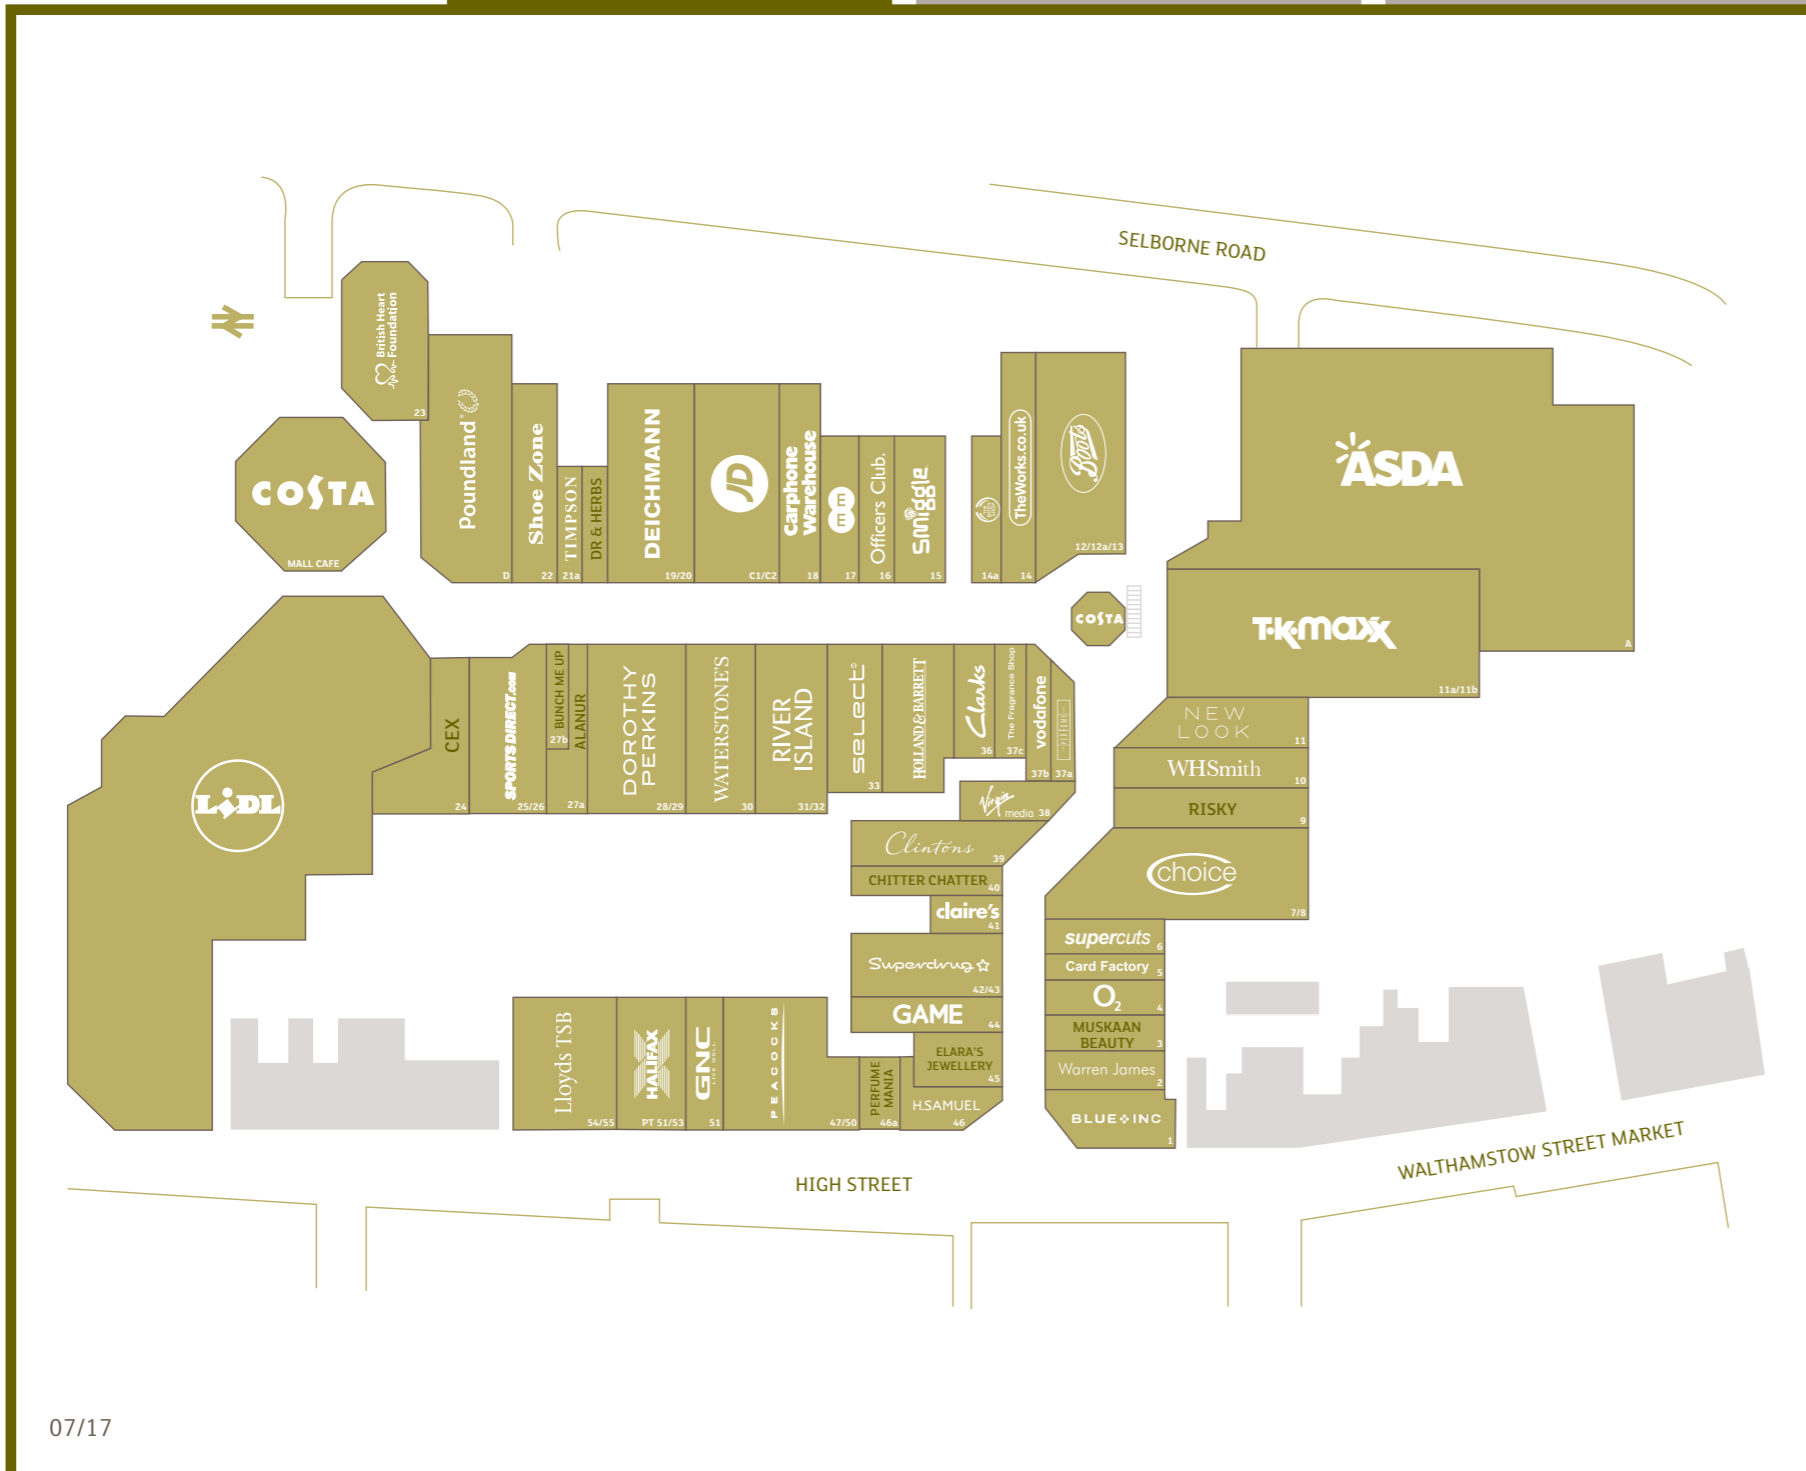 SELBORNE ROAD
British Heart
Foundation
23
COSTA
MALL CAFE
Poundland
D
Shoe Zone
22
TIMPSON
21a
DR & HERBS
DEICHMANN
19/20
JD
C1/C2
Carphone
Warehouse
18
EE
17
Officers Club.
16
smiggle
15
14a
TheWorks.co.uk
14
Boots
12/12a/13
ASDA
A
COSTA
TK maxx
11a/11b
LiDL
CEX
24
SPORTSDIRECT.com
25/26
BUNCH ME UP
27b
ALANUR
27a
DOROTHY
PERKINS
28/29
WATERSTONE'S
30
RIVER
ISLAND
31/32
SELECT
33
HOLLAND & BARRETT
Clarks
36
The Fragrance Shop
37c
vodafone
37b
37a
NEW
LOOK
11
WHSmith
10
RISKY
9
choice
7/8
Virgin
media 38
Clintons
39
CHITTER CHATTER
40
claire's
41
Superdrug
42/43
GAME
44
ELARA'S
JEWELLERY
45
H.SAMUEL
46
PERFUME
MANIA
46a
PEACOCKS
47/50
GNC
LIVE WELL
51
HALIFAX
PT 51/53
Lloyds TSB
54/55
supercuts
6
Card Factory
5
O2
4
MUSKAAN
BEAUTY
3
Warren James
2
BLUE INC
1
HIGH STREET
WALTHAMSTOW STREET MARKET
07/17